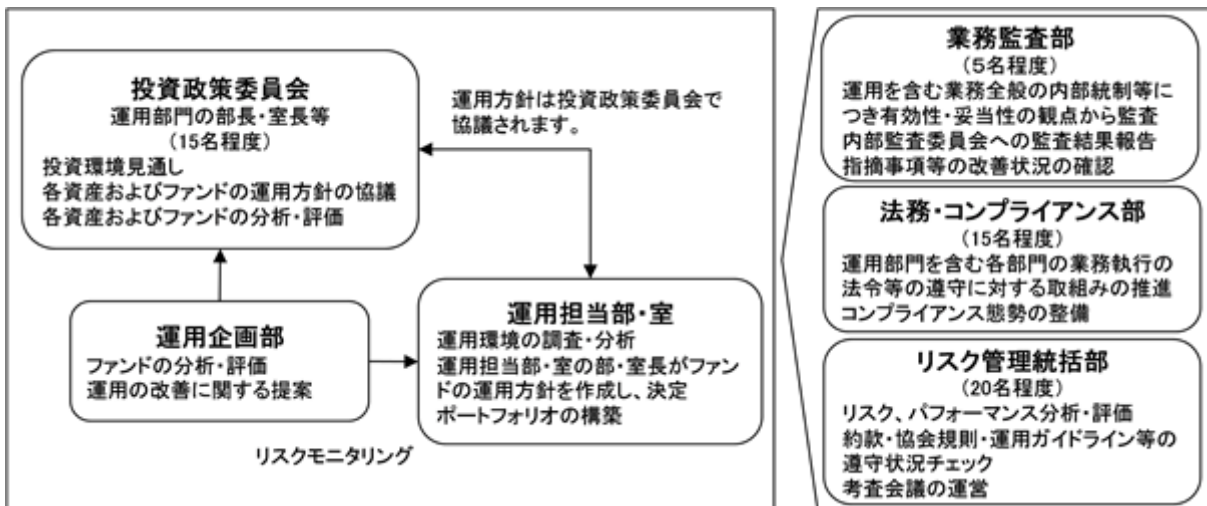 投資政策委員会
運用部門の部長・室長等
(15名程度)
投資環境見通し
各資産およびファンドの運用方針の協議
各資産およびファンドの分析・評価
運用方針は投資政策委員会で
協議されます。
運用企画部
ファンドの分析・評価
運用の改善に関する提案
運用担当部・室
運用環境の調査・分析
運用担当部・室の部・室長がファン
ドの運用方針を作成し、決定
ポートフォリオの構築
リスクモニタリング
業務監査部
(5名程度)
運用を含む業務全般の内部統制等に
つき有効性・妥当性の観点から監査
内部監査委員会への監査結果報告
指摘事項等の改善状況の確認
法務・コンプライアンス部
(15名程度)
運用部門を含む各部門の業務執行の
法令等の遵守に対する取組みの推進
コンプライアンス態勢の整備
リスク管理統括部
(20名程度)
リスク、パフォーマンス分析・評価
約款・協会規則・運用ガイドライン等の
遵守状況チェック
考査会議の運営